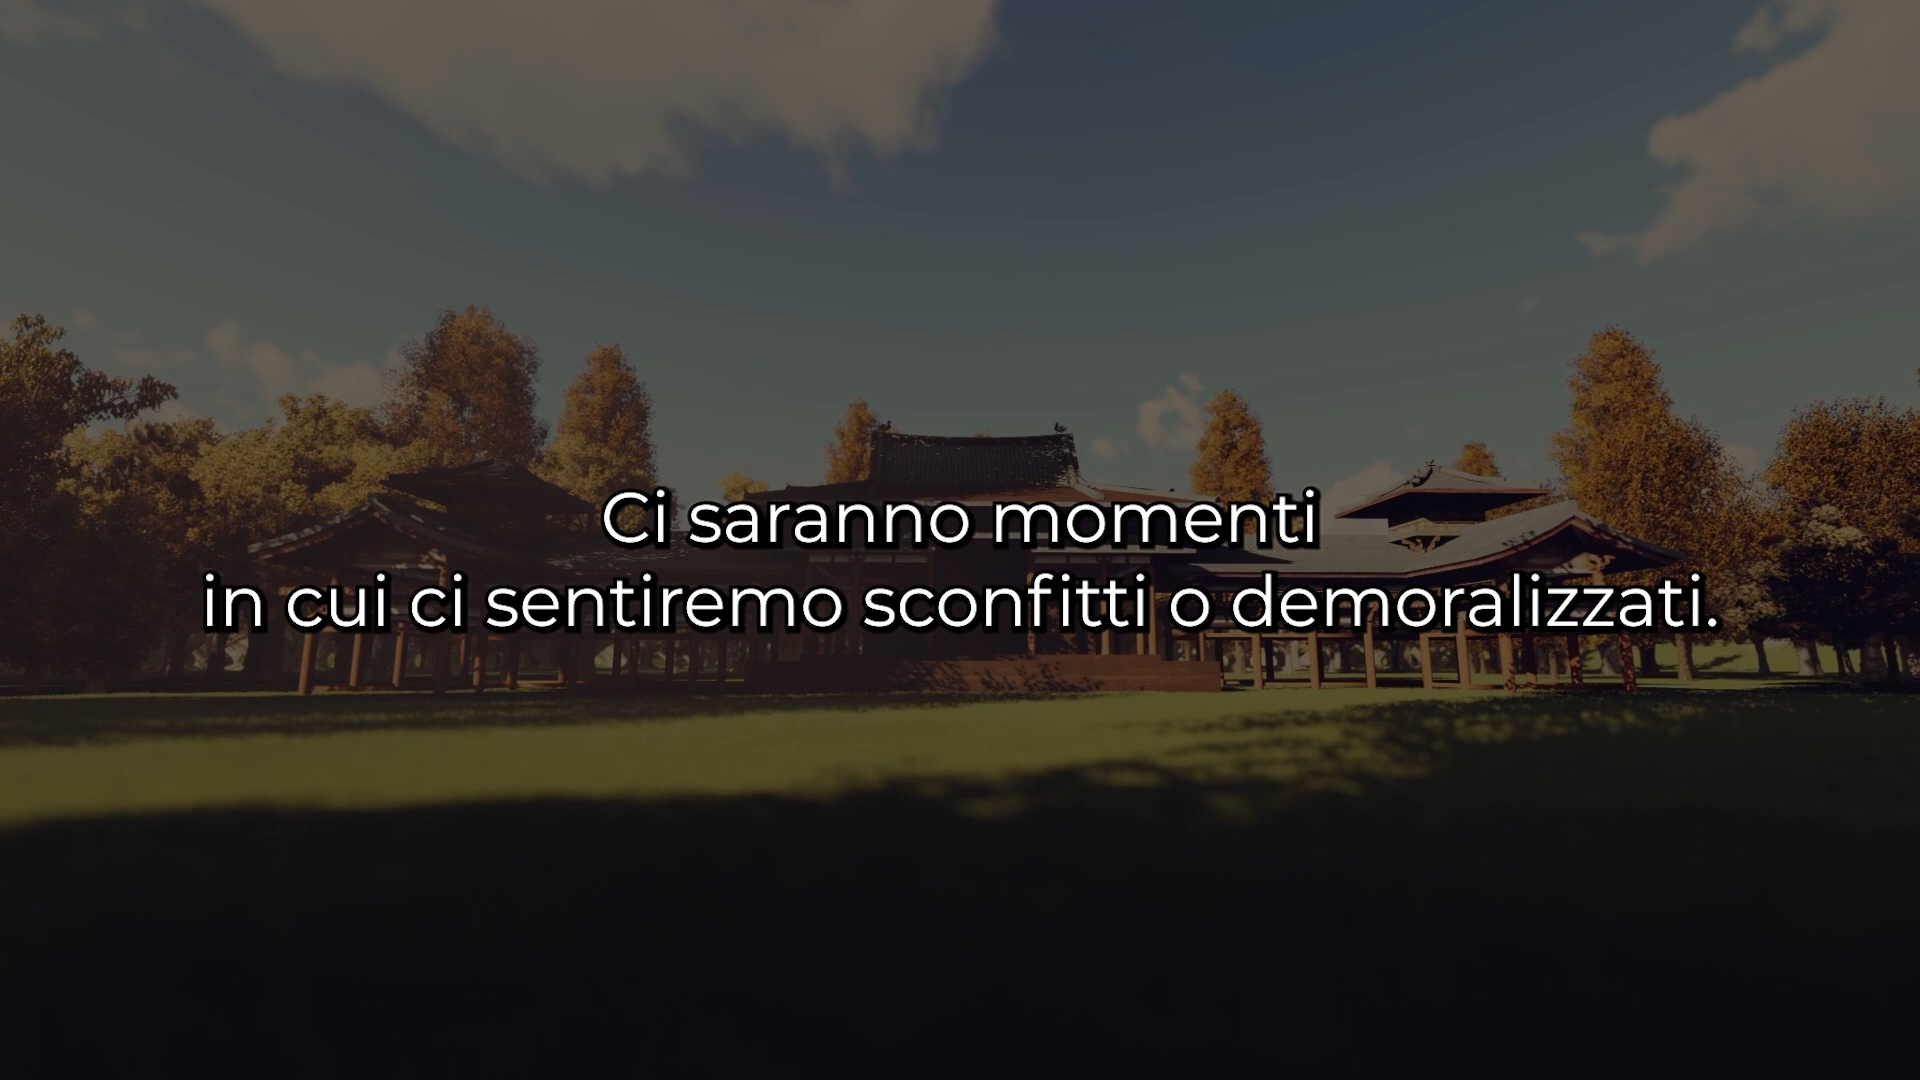 Ci saranno momenti
in cui ci sentiremo sconfitti o demoralizzati.